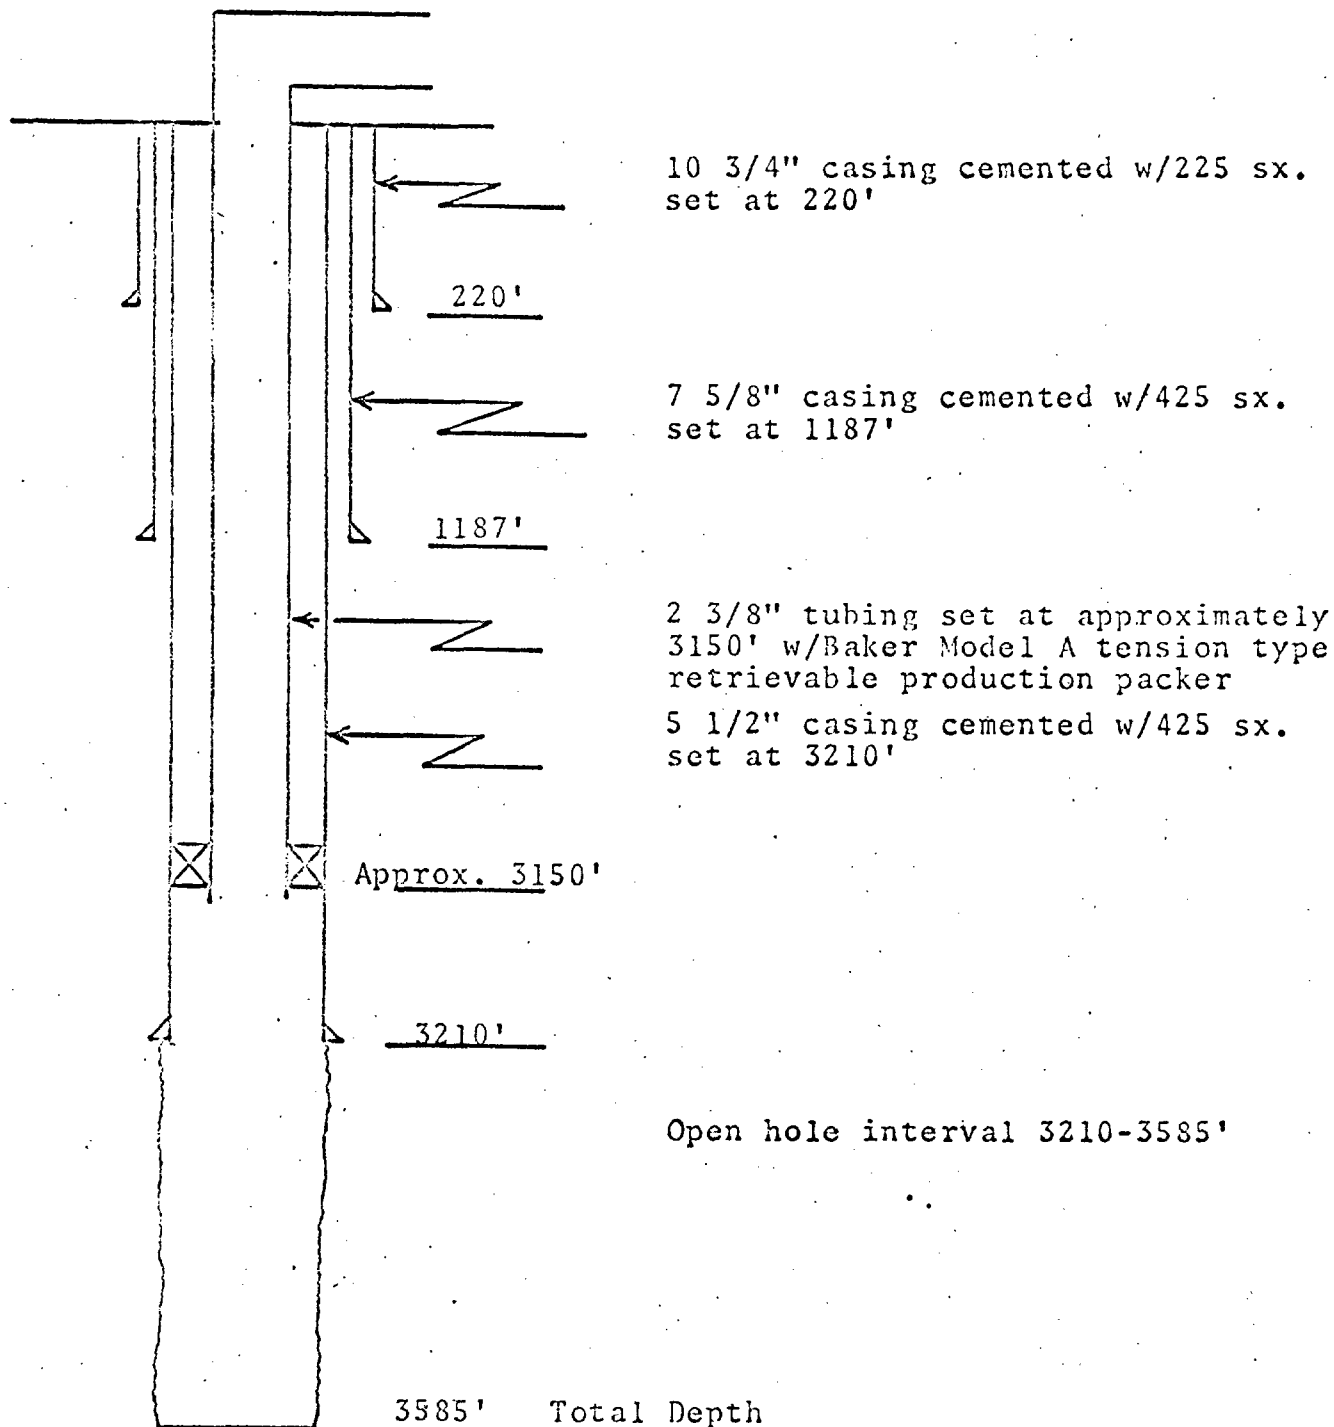 10 3/4" casing cemented w/225 sx.
set at 220'
220'
7 5/8" casing cemented w/425 sx.
set at 1187'
1187'
2 3/8" tubing set at approximately
3150' w/Baker Model A tension type
retrievable production packer
5 1/2" casing cemented w/425 sx.
set at 3210'
Approx. 3150'
3210'
Open hole interval 3210-3585'
3585' Total Depth